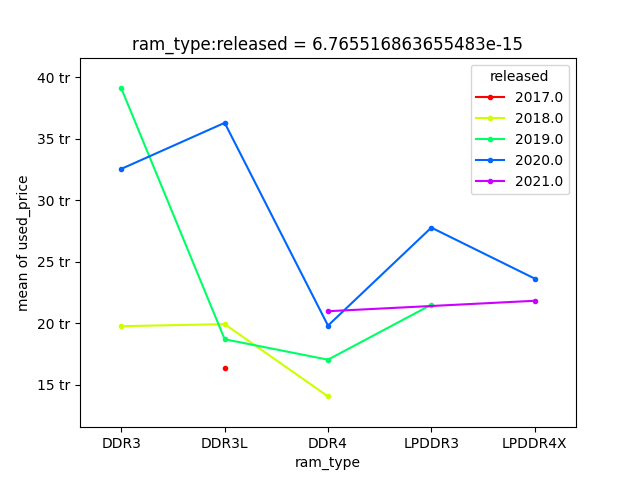 ram_type:released = 6.765516863655483e-15
mean of used_price
40 tr
35 tr
30 tr
25 tr
20 tr
15 tr
released
2017.0
2018.0
2019.0
2020.0
2021.0
DDR3 DDR3L DDR4 LPDDR3 LPDDR4X
ram_type